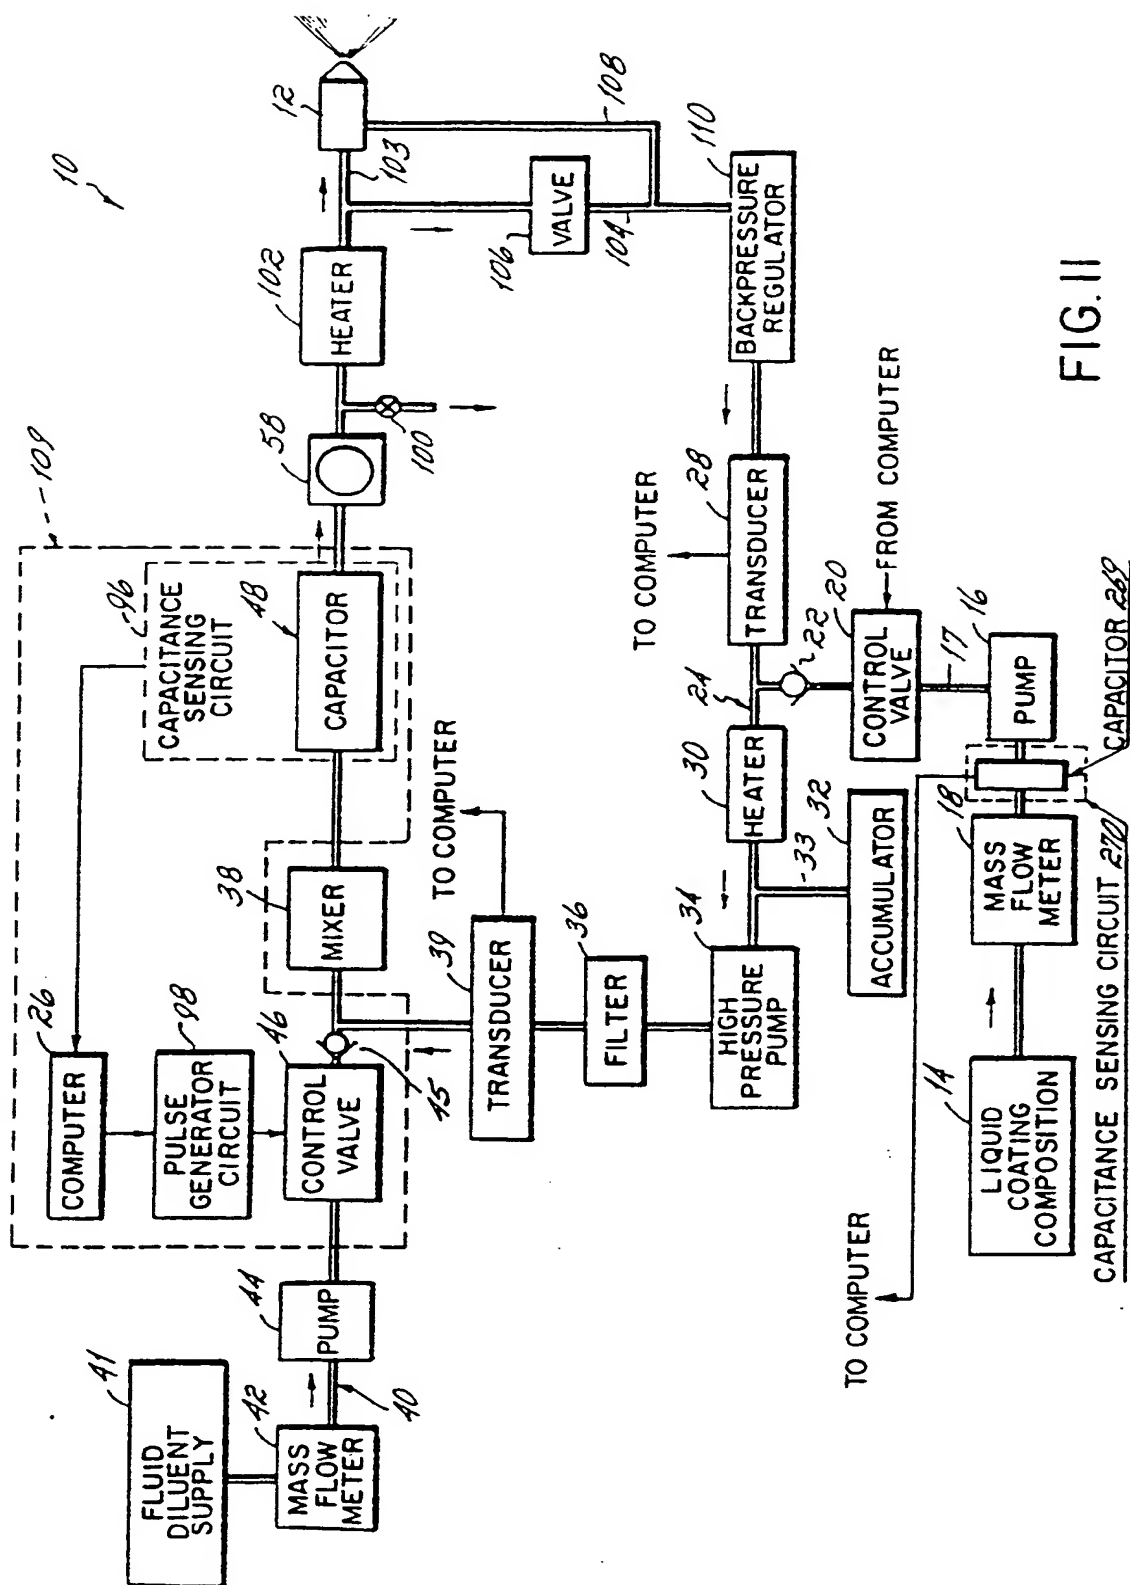 10
109
96
CAPACITANCE
SENSING
CIRCUIT
26
COMPUTER
98
PULSE
GENERATOR
CIRCUIT
41
FLUID
DILUENT
SUPPLY
42
MASS
FLOW
METER
40
44
PUMP
46
CONTROL
VALVE
45
38
MIXER
48
CAPACITOR
58
100
102
HEATER
103
12
108
106
VALVE
104
110
BACKPRESSURE
REGULATOR
TO COMPUTER
39
TRANSDUCER
36
FILTER
34
HIGH
PRESSURE
PUMP
33
32
ACCUMULATOR
30
HEATER
24
TO COMPUTER
28
TRANSDUCER
22
20
CONTROL
VALVE
FROM COMPUTER
17
16
PUMP
TO COMPUTER
14
LIQUID
COATING
COMPOSITION
18
MASS
FLOW
METER
CAPACITANCE SENSING CIRCUIT 270
CAPACITOR 269
FIG. 11